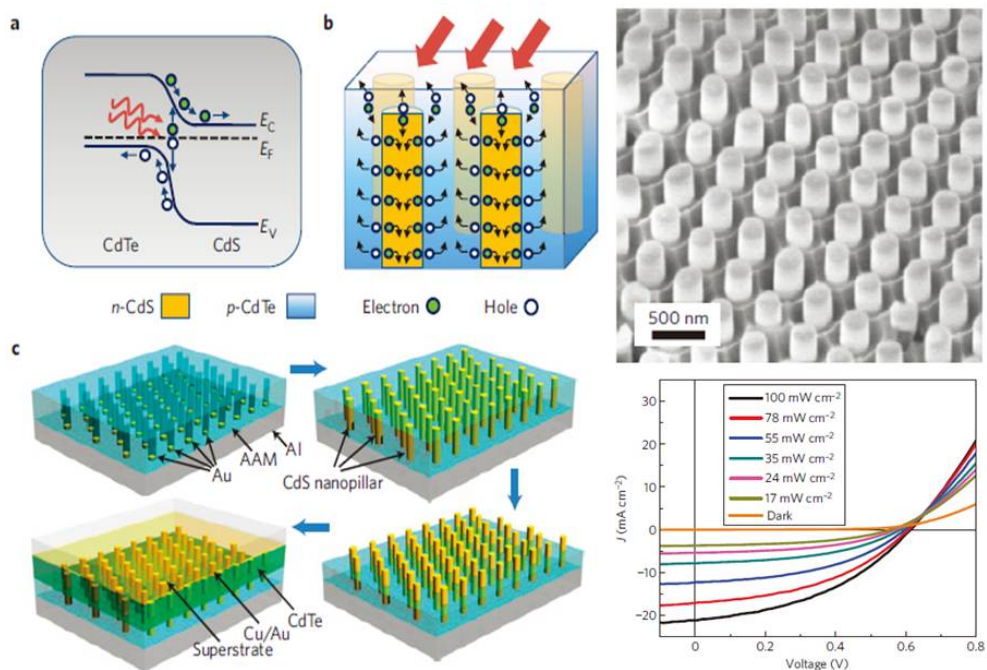 a
E_C
E_F
E_V
CdTe
CdS
b
n-CdS
p-CdTe
Electron
Hole
500 nm
c
Au
AAM
Al
CdS nanopillar
CdTe
Cu/Au
Superstrate
100 mW cm⁻²
78 mW cm⁻²
55 mW cm⁻²
35 mW cm⁻²
24 mW cm⁻²
17 mW cm⁻²
Dark
J (mA cm⁻²)
30
20
10
0
−10
−20
0
0.2
0.4
0.6
0.8
Voltage (V)